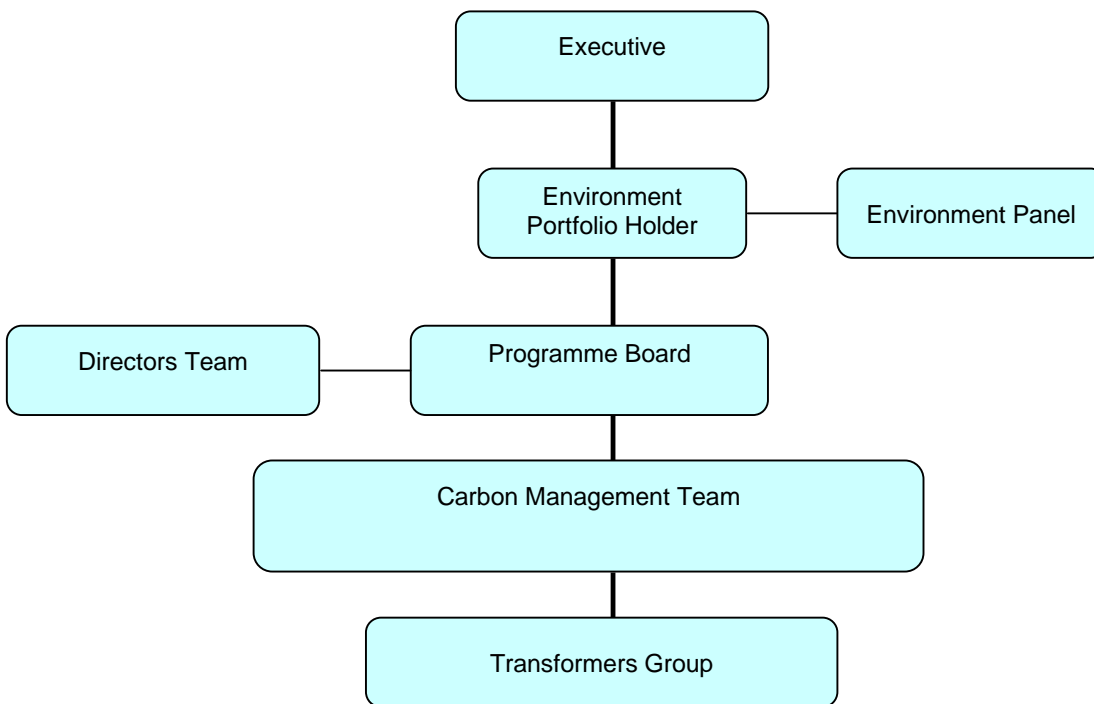 Executive
Environment
Portfolio Holder
Environment Panel
Directors Team
Programme Board
Carbon Management Team
Transformers Group